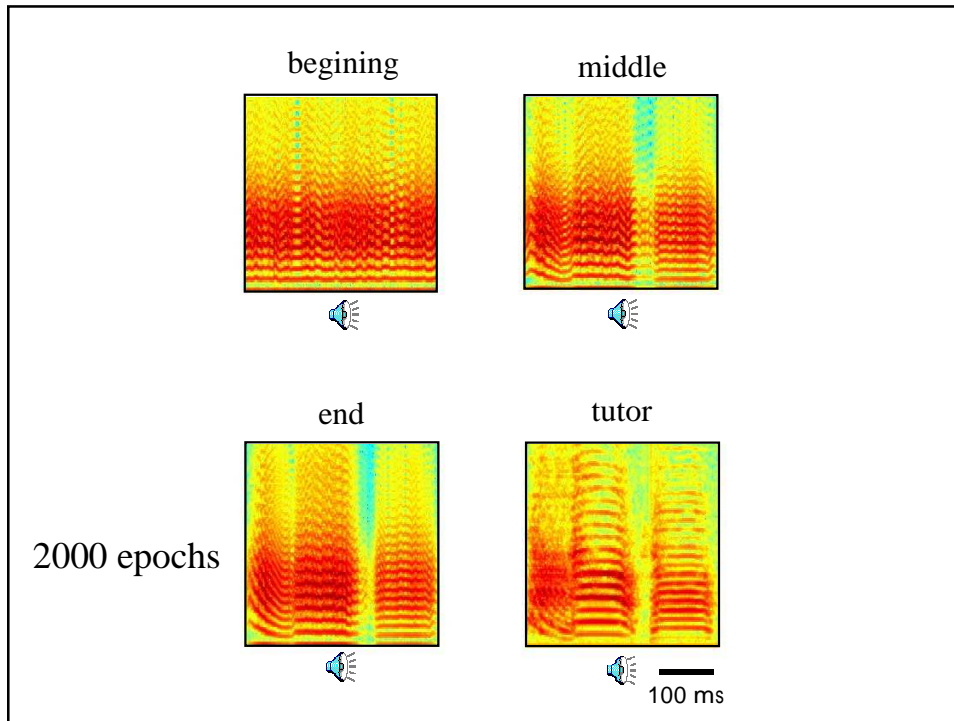 begining
middle
end
tutor
2000 epochs
100 ms